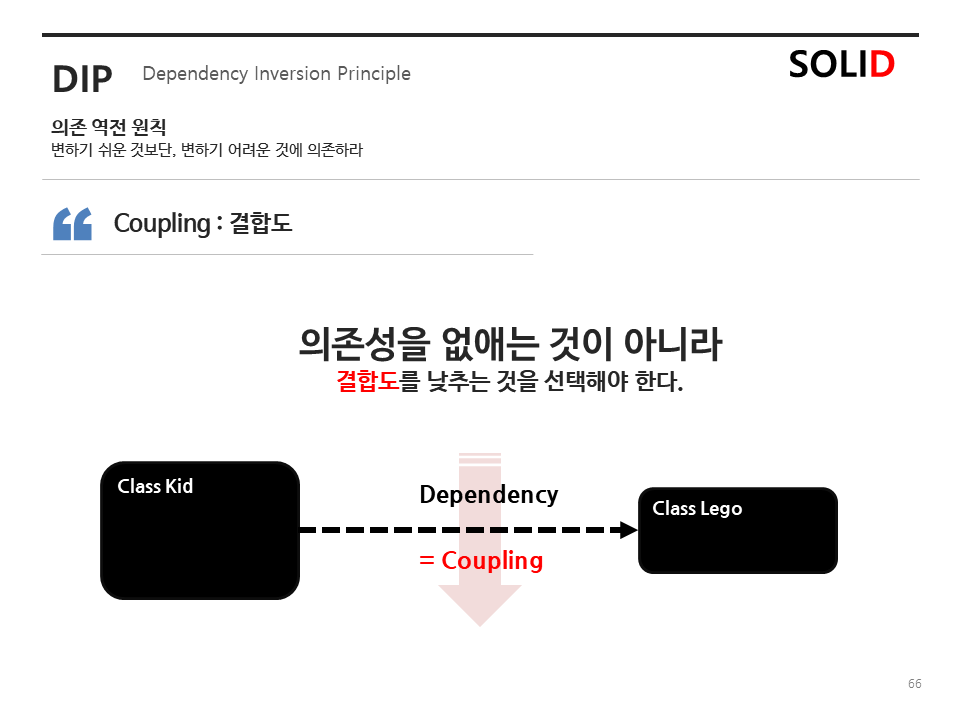 DIP
Dependency Inversion Principle
SOLID
의존 역전 원칙
변하기 쉬운 것보단, 변하기 어려운 것에 의존하라
Coupling : 결합도
의존성을 없애는 것이 아니라
결합도를 낮추는 것을 선택해야 한다.
Class Kid
Dependency
= Coupling
Class Lego
66